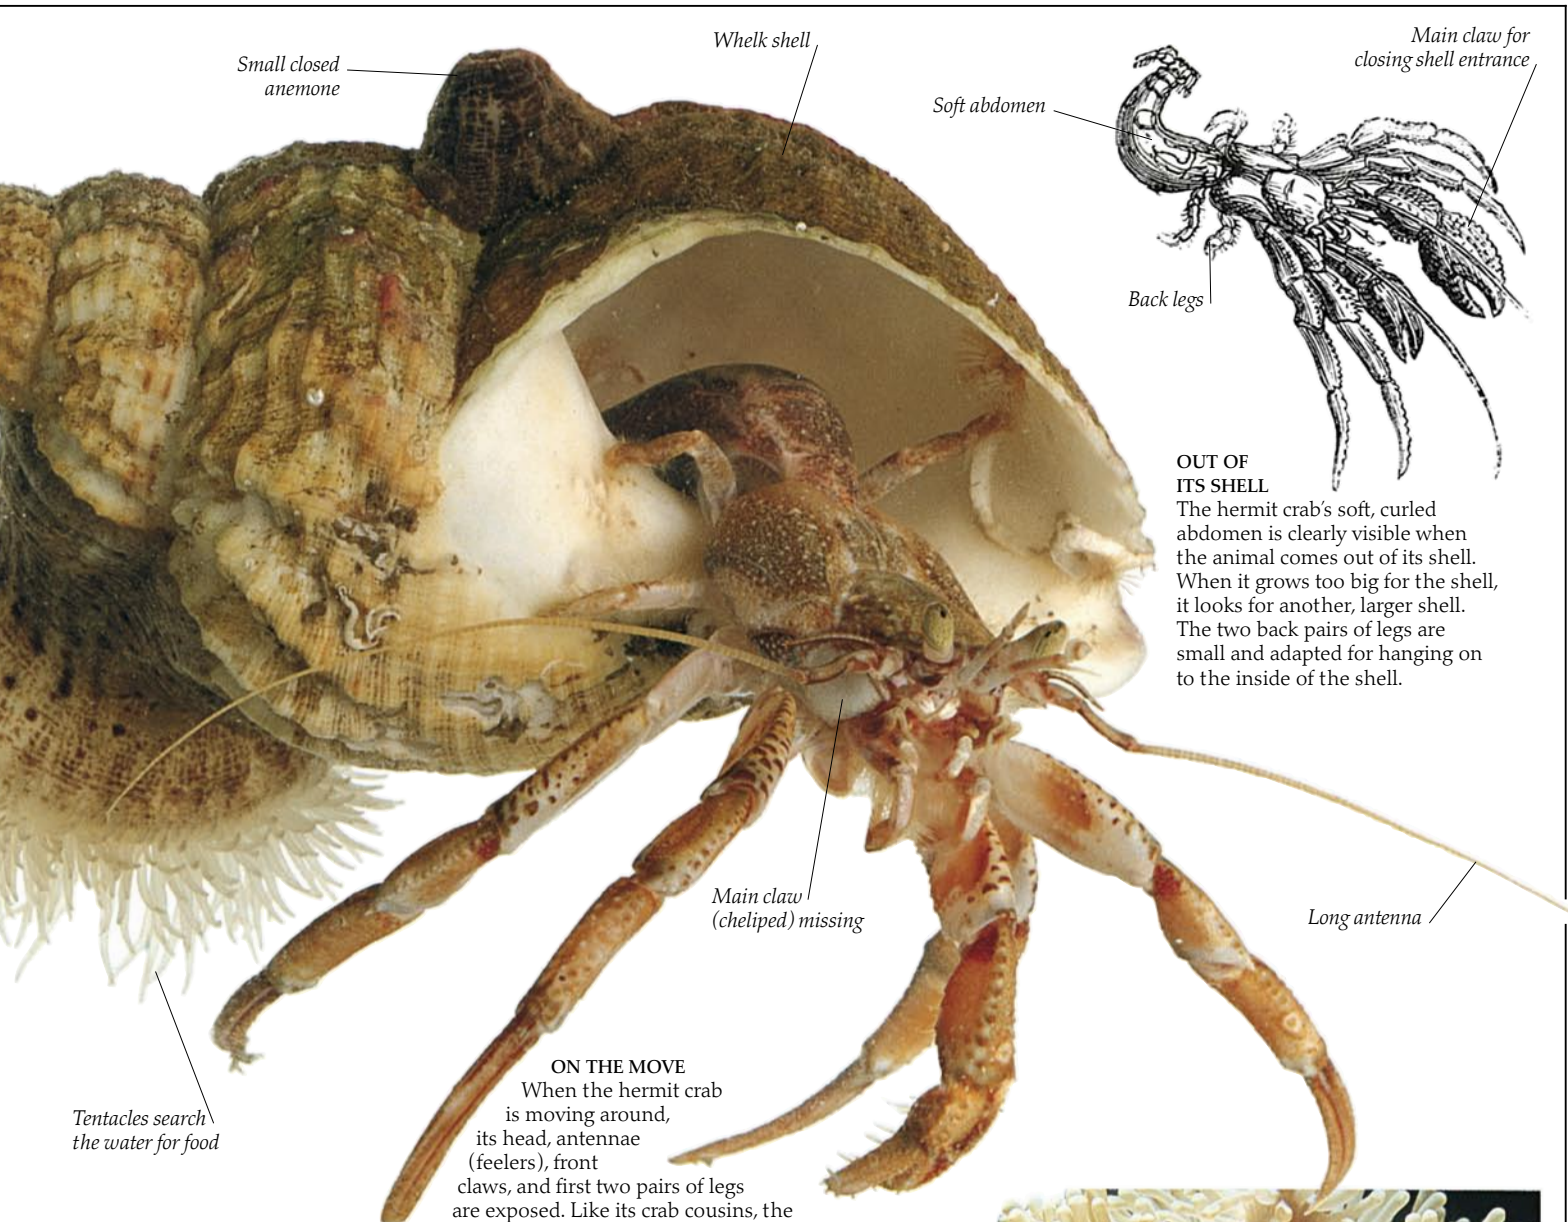 Small closed
anemone
Whelk shell
Soft abdomen
Main claw for
closing shell entrance
Back legs
OUT OF
ITS SHELL
The hermit crab’s soft, curled
abdomen is clearly visible when
the animal comes out of its shell.
When it grows too big for the shell,
it looks for another, larger shell.
The two back pairs of legs are
small and adapted for hanging on
to the inside of the shell.
Main claw
(cheliped) missing
Long antenna
Tentacles search
the water for food
ON THE MOVE
When the hermit crab
is moving around,
its head, antennae
(feelers), front
claws, and first two pairs of legs
are exposed. Like its crab cousins, the